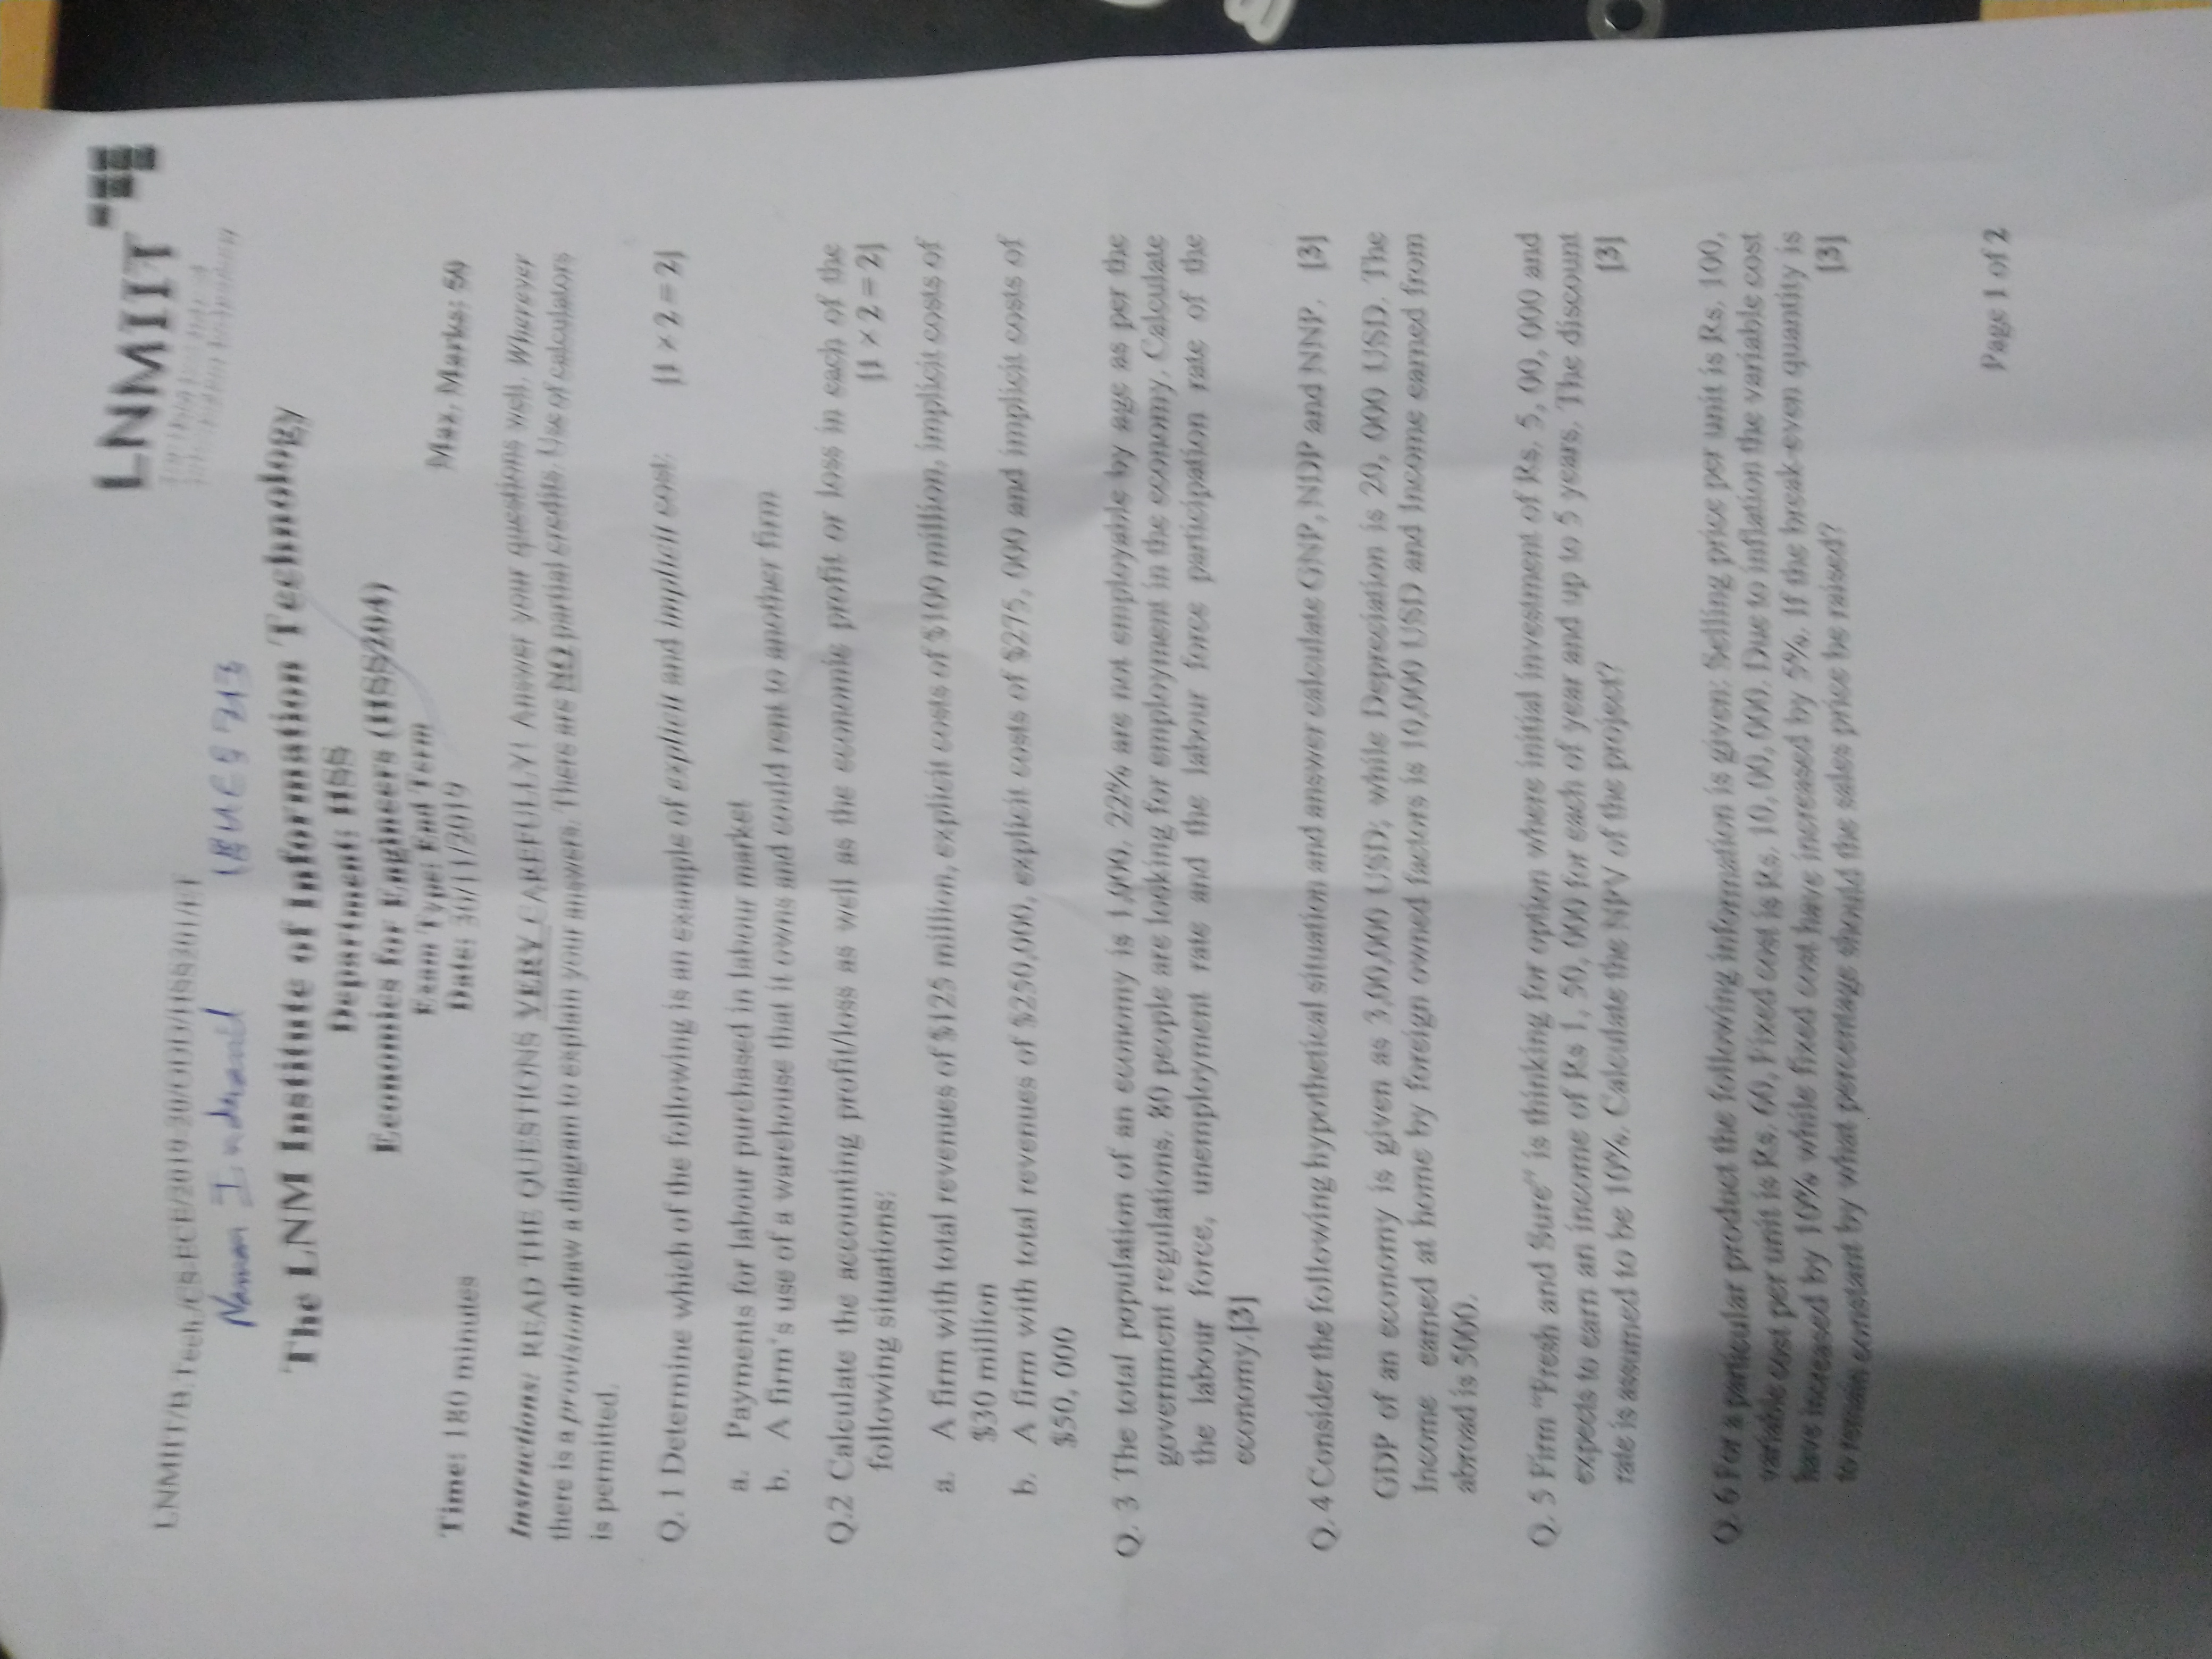 LNMIIT
LNMIIT/B.Tech./CS-ECE/2019-20/ODD/HSS201/ET
Naman
The LNM Institute of Information Technology
Department: HSS
Economics for Engineers (HSS204)
Exam Type: End Term
Time: 180 minutes Date: 30/11/2019 Max. Marks: 50
Instructions: READ THE QUESTIONS VERY CAREFULLY! Answer your questions well. Wherever
there is a provision draw a diagram to explain your answers. There are NO partial credits. Use of calculators
is permitted.
Q. 1 Determine which of the following is an example of explicit and implicit cost: [1 × 2 = 2]
a. Payments for labour purchased in labour market
b. A firm's use of a warehouse that it owns and could rent to another firm
Q.2 Calculate the accounting profit/loss as well as the economic profit or loss in each of the
following situations: [1 × 2 = 2]
a. A firm with total revenues of $125 million, explicit costs of $100 million, implicit costs of
$30 million
b. A firm with total revenues of $250,000, explicit costs of $275, 000 and implicit costs of
$50, 000
Q. 3 The total population of an economy is 1,000. 22% are not employable by age as per the
government regulations. 80 people are looking for employment in the economy. Calculate
the labour force, unemployment rate and the labour force participation rate of the
economy.[3]
Q. 4 Consider the following hypothetical situation and answer calculate GNP, NDP and NNP. [3]
GDP of an economy is given as 3,00,000 USD; while Depreciation is 20, 000 USD. The
Income earned at home by foreign owned factors is 10,000 USD and Income earned from
abroad is 5000.
Q. 5 Firm "Fresh and Sure" is thinking for option where initial investment of Rs. 5, 00, 000 and
expects to earn an income of Rs 1, 50, 000 for each of year and up to 5 years. The discount
rate is assumed to be 10%. Calculate the NPV of the project? [3]
Q. 6 For a particular product the following information is given: Selling price per unit is Rs. 100,
variable cost per unit is Rs. 60, Fixed cost is Rs. 10, 00, 000. Due to inflation the variable cost
have increased by 10% while fixed cost have increased by 5%. If the break-even quantity is
to remain constant by what percentage should the sales price be raised? [3]
Page 1 of 2